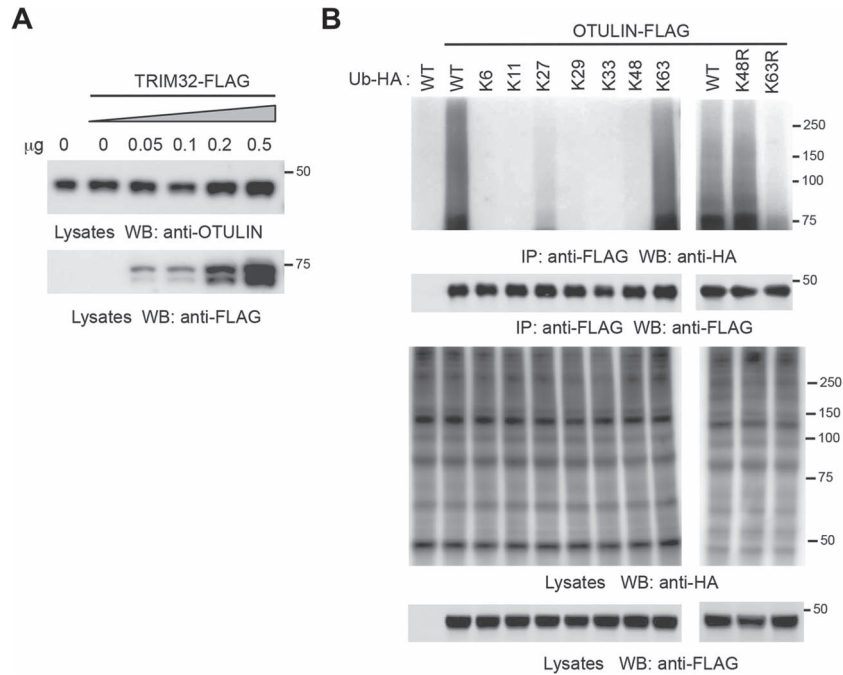 A
TRIM32-FLAG
μg 0 0 0.05 0.1 0.2 0.5
50
Lysates WB: anti-OTULIN
75
Lysates WB: anti-FLAG
B
OTULIN-FLAG
Ub-HA : WT WT K6 K11 K27 K29 K33 K48 K63 WT K48R K63R
250
150
100
75
IP: anti-FLAG WB: anti-HA
50
IP: anti-FLAG WB: anti-FLAG
250
150
100
75
50
Lysates WB: anti-HA
50
Lysates WB: anti-FLAG